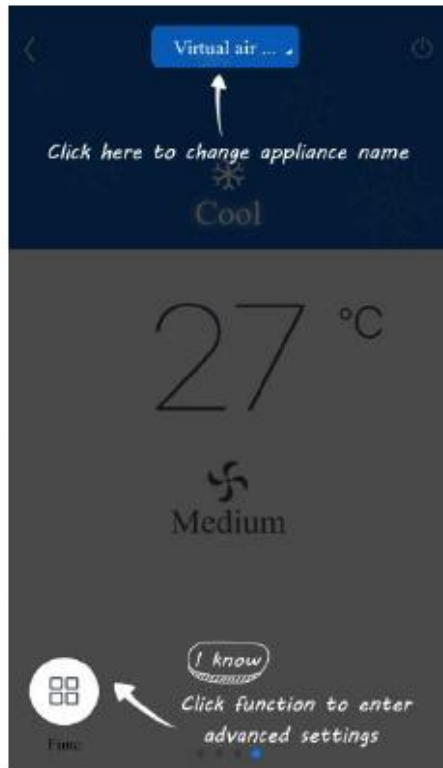 Virtual air ...
Click here to change appliance name
Cool
27 °C
Medium
I know
Click function to enter
advanced settings
Func